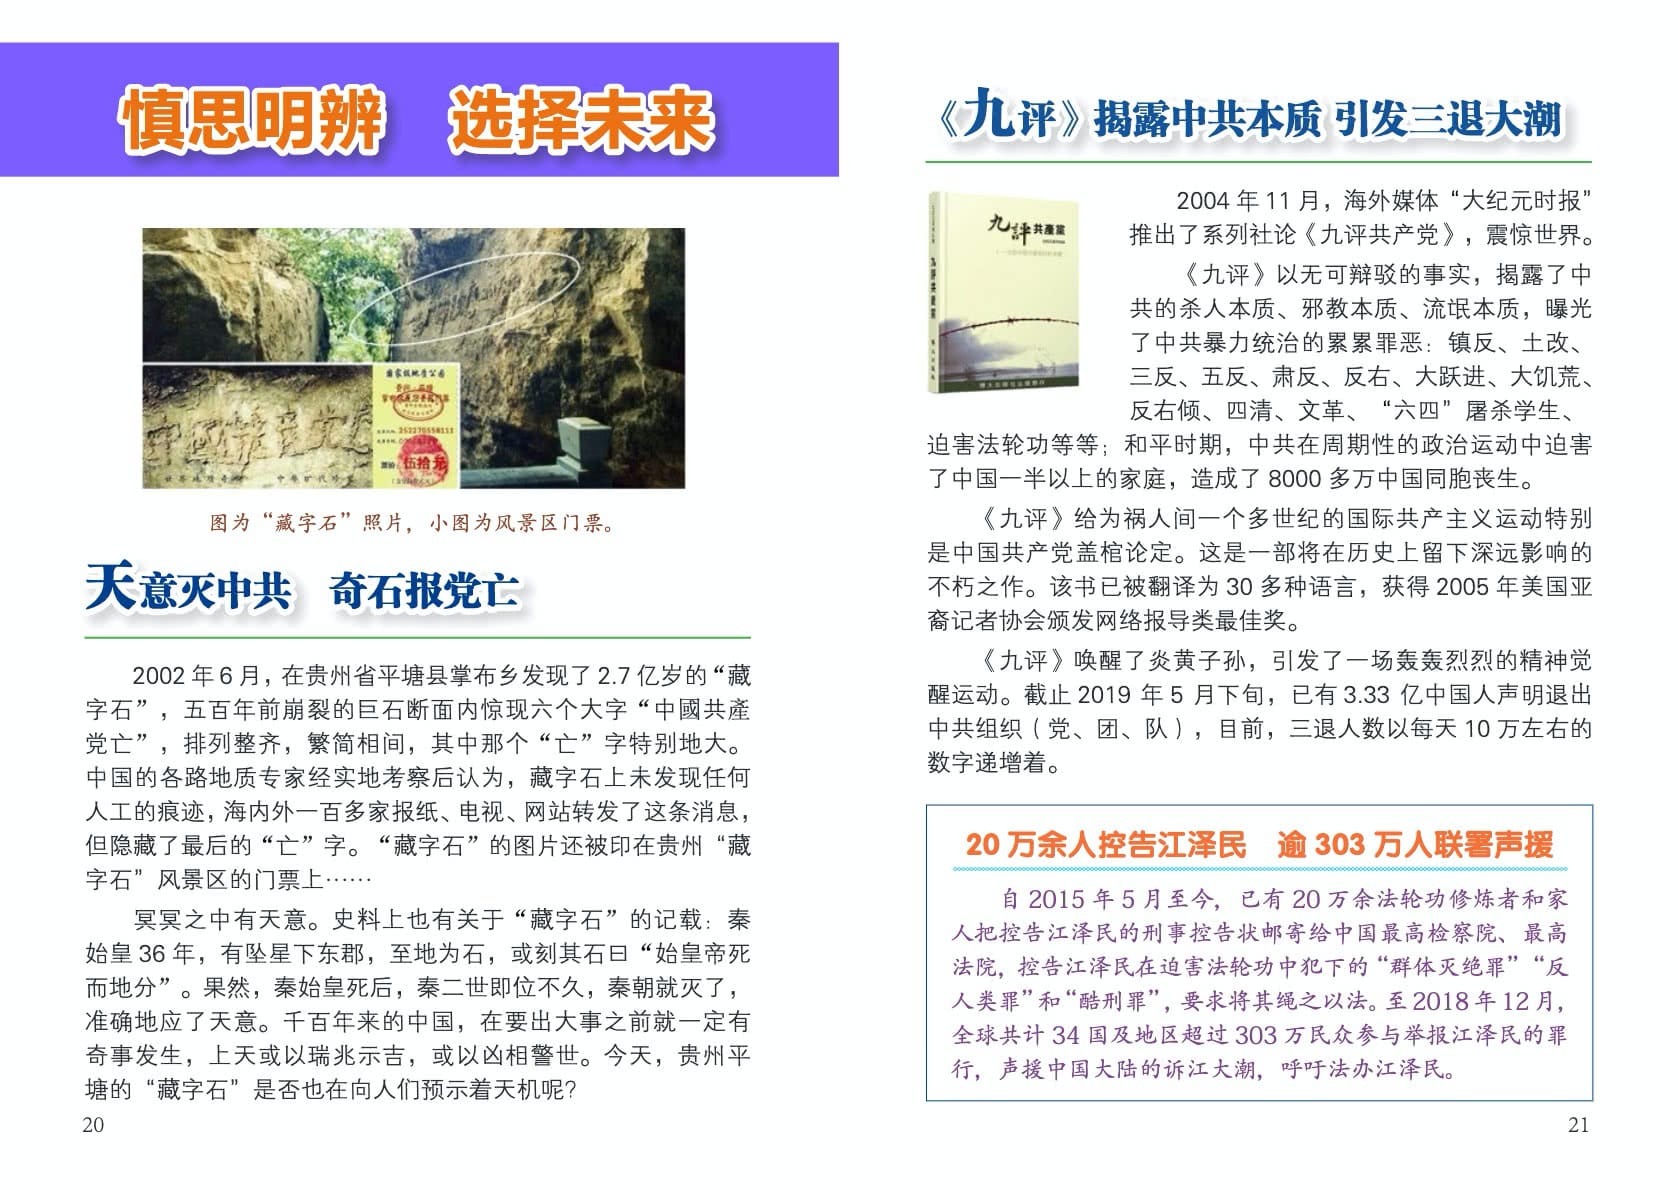 慎思明辨 选择未来
国家级地质公园
252270558111
伍拾元
图为“藏字石”照片，小图为风景区门票。
天意灭中共 奇石报党亡
2002 年 6 月，在贵州省平塘县掌布乡发现了 2.7 亿岁的“藏
字石”，五百年前崩裂的巨石断面内惊现六个大字“中國共產
党亡”，排列整齐，繁简相间，其中那个“亡”字特别地大。
中国的各路地质专家经实地考察后认为，藏字石上未发现任何
人工的痕迹，海内外一百多家报纸、电视、网站转发了这条消息，
但隐藏了最后的“亡”字。“藏字石”的图片还被印在贵州“藏
字石”风景区的门票上……
冥冥之中有天意。史料上也有关于“藏字石”的记载：秦
始皇 36 年，有坠星下东郡，至地为石，或刻其石曰“始皇帝死
而地分”。果然，秦始皇死后，秦二世即位不久，秦朝就灭了，
准确地应了天意。千百年来的中国，在要出大事之前就一定有
奇事发生，上天或以瑞兆示吉，或以凶相警世。今天，贵州平
塘的“藏字石”是否也在向人们预示着天机呢？
20
《九评》揭露中共本质 引发三退大潮
九評共產黨
九評共產黨
2004 年 11 月，海外媒体“大纪元时报”
推出了系列社论《九评共产党》，震惊世界。
《九评》以无可辩驳的事实，揭露了中
共的杀人本质、邪教本质、流氓本质，曝光
了中共暴力统治的累累罪恶：镇反、土改、
三反、五反、肃反、反右、大跃进、大饥荒、
反右倾、四清、文革、“六四”屠杀学生、
迫害法轮功等等；和平时期，中共在周期性的政治运动中迫害
了中国一半以上的家庭，造成了 8000 多万中国同胞丧生。
《九评》给为祸人间一个多世纪的国际共产主义运动特别
是中国共产党盖棺论定。这是一部将在历史上留下深远影响的
不朽之作。该书已被翻译为 30 多种语言，获得 2005 年美国亚
裔记者协会颁发网络报导类最佳奖。
《九评》唤醒了炎黄子孙，引发了一场轰轰烈烈的精神觉
醒运动。截止 2019 年 5 月下旬，已有 3.33 亿中国人声明退出
中共组织（党、团、队），目前，三退人数以每天 10 万左右的
数字递增着。
20 万余人控告江泽民 逾 303 万人联署声援
自 2015 年 5 月至今，已有 20 万余法轮功修炼者和家
人把控告江泽民的刑事控告状邮寄给中国最高检察院、最高
法院，控告江泽民在迫害法轮功中犯下的“群体灭绝罪”“反
人类罪”和“酷刑罪”，要求将其绳之以法。至 2018 年 12 月，
全球共计 34 国及地区超过 303 万民众参与举报江泽民的罪
行，声援中国大陆的诉江大潮，呼吁法办江泽民。
21